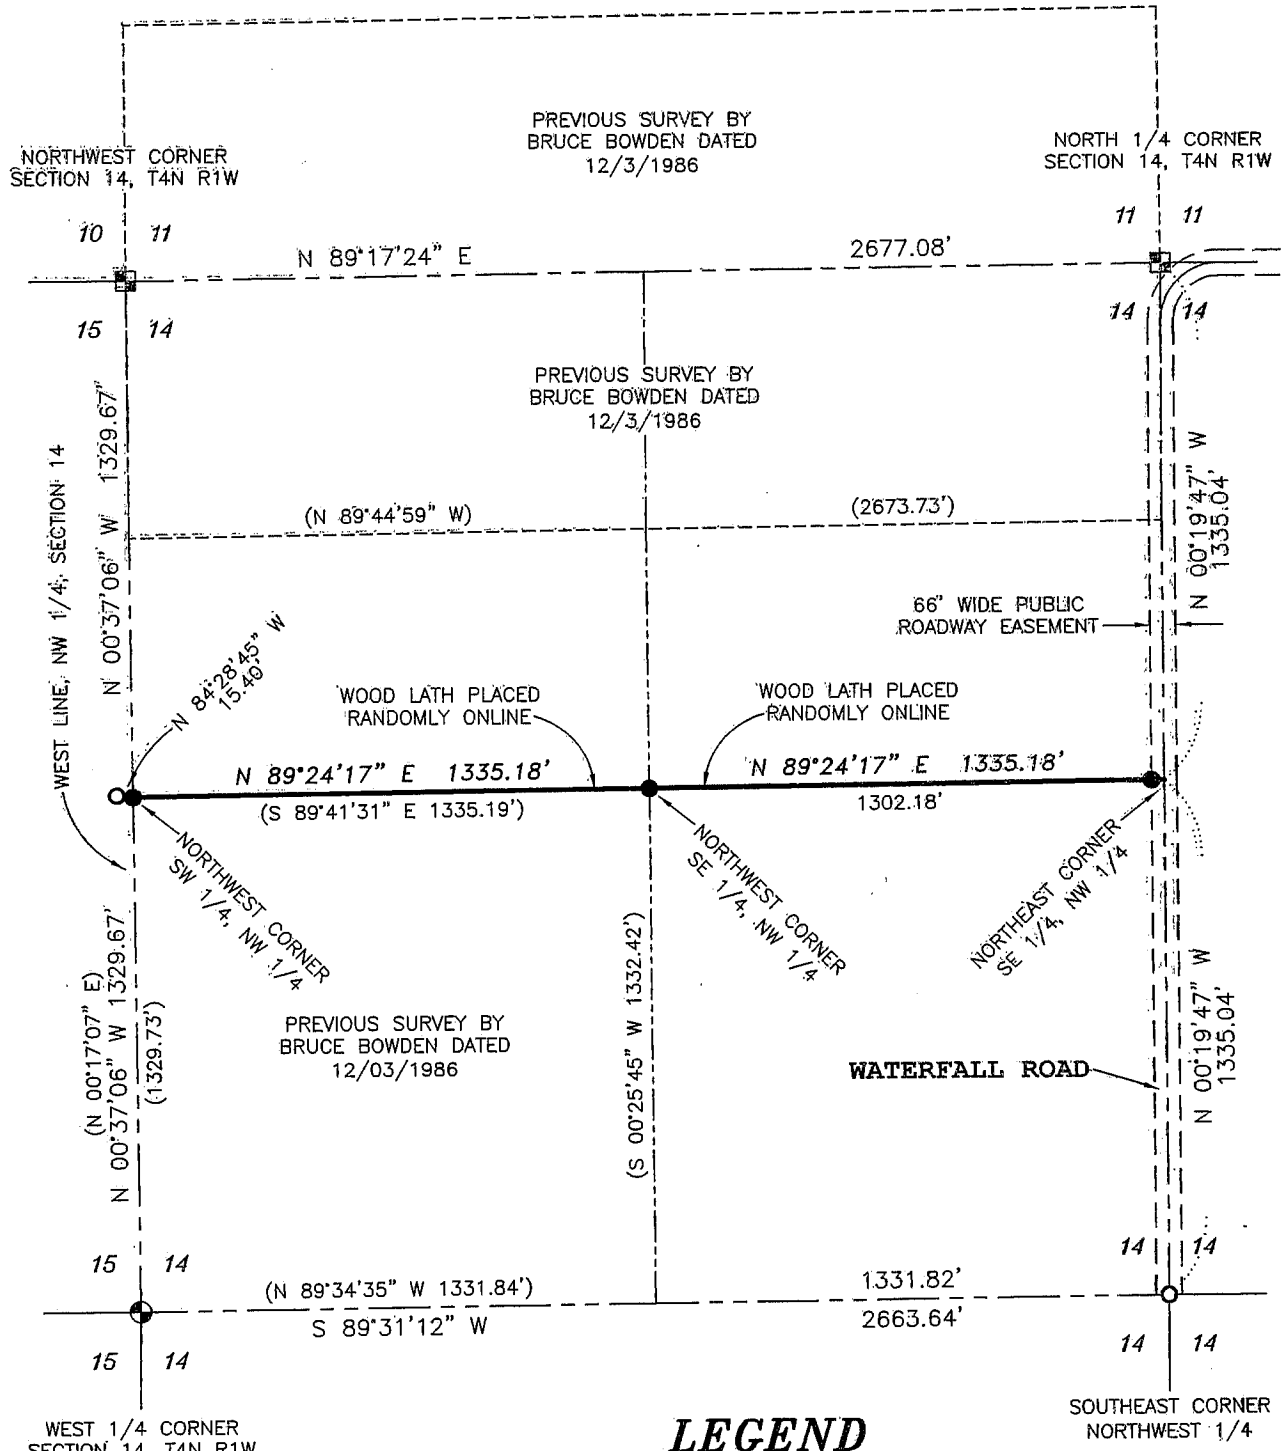 PREVIOUS SURVEY BY
BRUCE BOWDEN DATED
12/3/1986
NORTHWEST CORNER
SECTION 14, T4N R1W
NORTH 1/4 CORNER
SECTION 14, T4N R1W
10 11
11 11
N 89°17'24" E
2677.08'
15 14
14 14
PREVIOUS SURVEY BY
BRUCE BOWDEN DATED
12/3/1986
N 00°37'06" W 1329.67'
WEST LINE, NW 1/4, SECTION 14
(N 89°44'59" W)
(2673.73')
N 00°19'47" W
1335.04'
66" WIDE PUBLIC
ROADWAY EASEMENT
N 84°28'45" W
15.40'
WOOD LATH PLACED
RANDOMLY ONLINE
WOOD LATH PLACED
RANDOMLY ONLINE
N 89°24'17" E 1335.18'
(S 89°41'31" E 1335.19')
N 89°24'17" E 1335.18'
1302.18'
NORTHWEST CORNER
SW 1/4, NW 1/4
NORTHWEST CORNER
SE 1/4, NW 1/4
NORTHEAST CORNER
SE 1/4, NW 1/4
(N 00°17'07" E)
N 00°37'06" W 1329.67'
(1329.73')
(S 00°25'45" W 1332.42')
N 00°19'47" W
1335.04'
PREVIOUS SURVEY BY
BRUCE BOWDEN DATED
12/03/1986
WATERFALL ROAD
15 14
14 14
(N 89°34'35" W 1331.84')
S 89°31'12" W
1331.82'
2663.64'
15 14
14 14
WEST 1/4 CORNER
SECTION 14, T4N R1W
LEGEND
SOUTHEAST CORNER
NORTHWEST 1/4